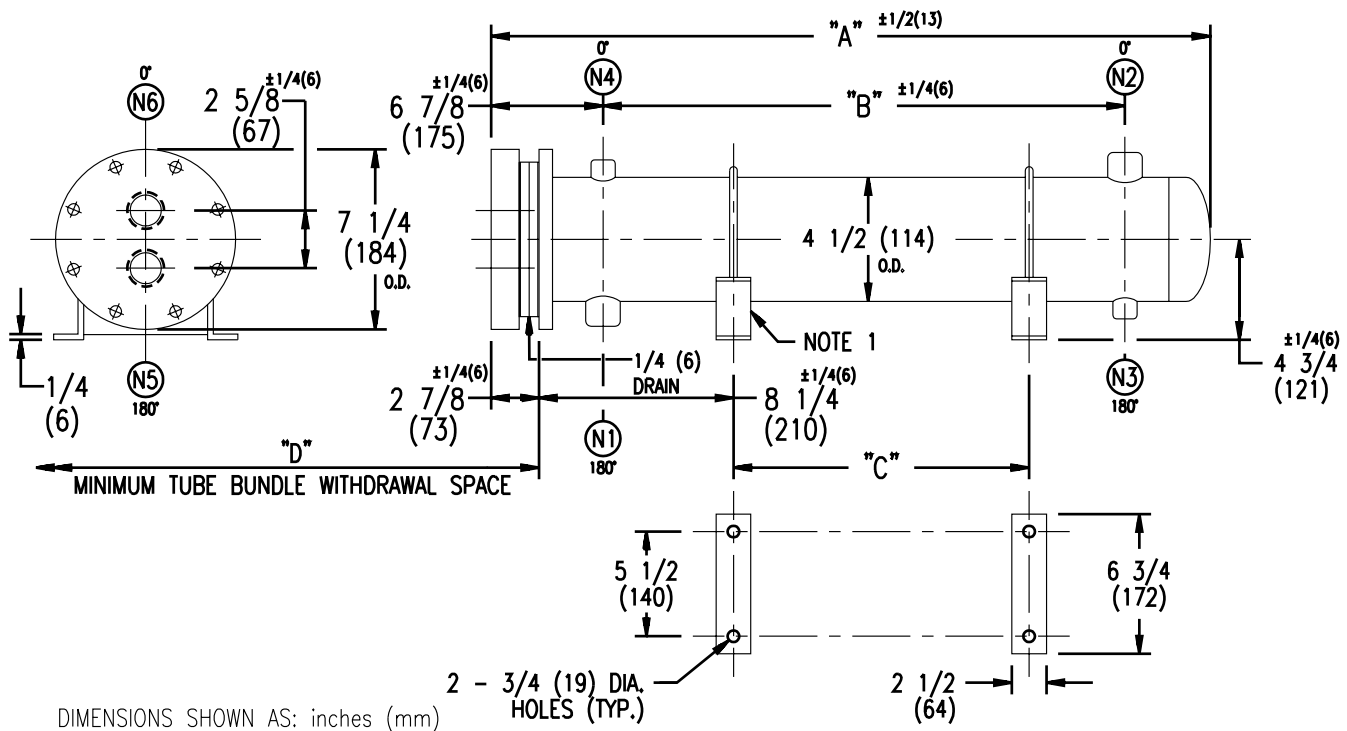 "A" ±1/2(13)
0°
N6
2 5/8 ±1/4(6)
(67)
6 7/8 ±1/4(6)
(175)
0°
N4
"B" ±1/4(6)
0°
N2
7 1/4
(184)
O.D.
4 1/2 (114)
O.D.
NOTE 1
1/4 (6)
DRAIN
1/4
(6)
N5
180°
2 7/8 ±1/4(6)
(73)
8 1/4 ±1/4(6)
(210)
N3
180°
±1/4(6)
4 3/4
(121)
N1
180°
"D"
MINIMUM TUBE BUNDLE WITHDRAWAL SPACE
"C"
5 1/2
(140)
6 3/4
(172)
2 - 3/4 (19) DIA.
HOLES (TYP.)
2 1/2
(64)
DIMENSIONS SHOWN AS: inches (mm)